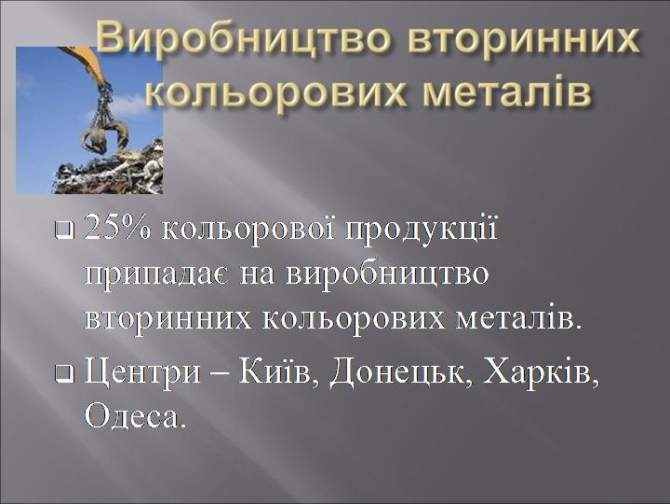 Виробництво вторинних
кольорових металів
25% кольорової продукції
припадає на виробництво
вторинних кольорових металів.
Центри – Київ, Донецьк, Харків,
Одеса.